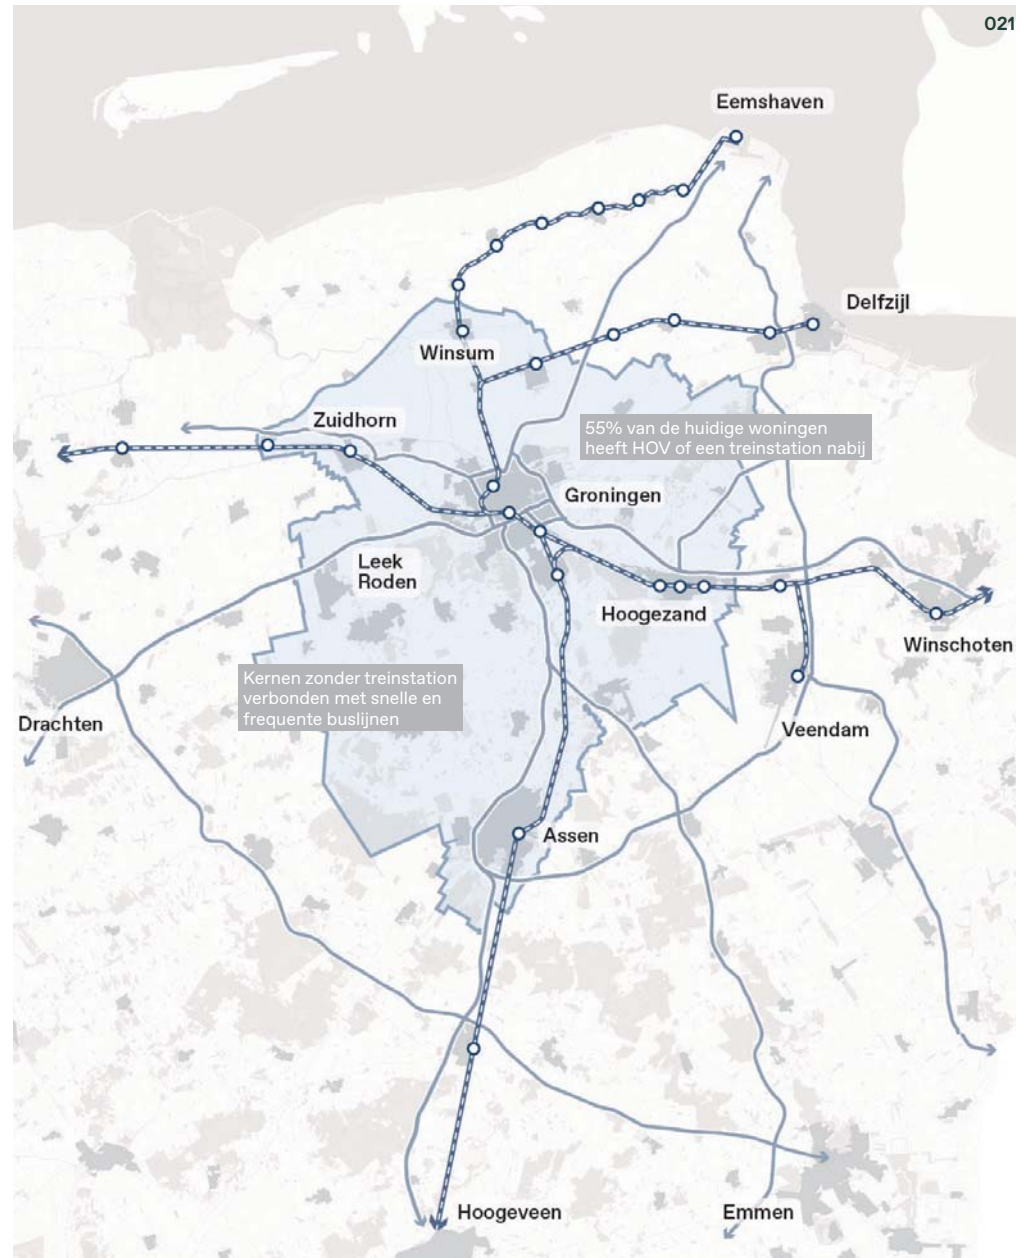 021
Eemshaven
Delfzijl
Winsum
Zuidhorn
55% van de huidige woningen
heeft HOV of een treinstation nabij
Groningen
Leek
Roden
Hoogezand
Winschoten
Kernen zonder treinstation
verbonden met snelle en
frequente buslijnen
Drachten
Veendam
Assen
Hoogeveen
Emmen